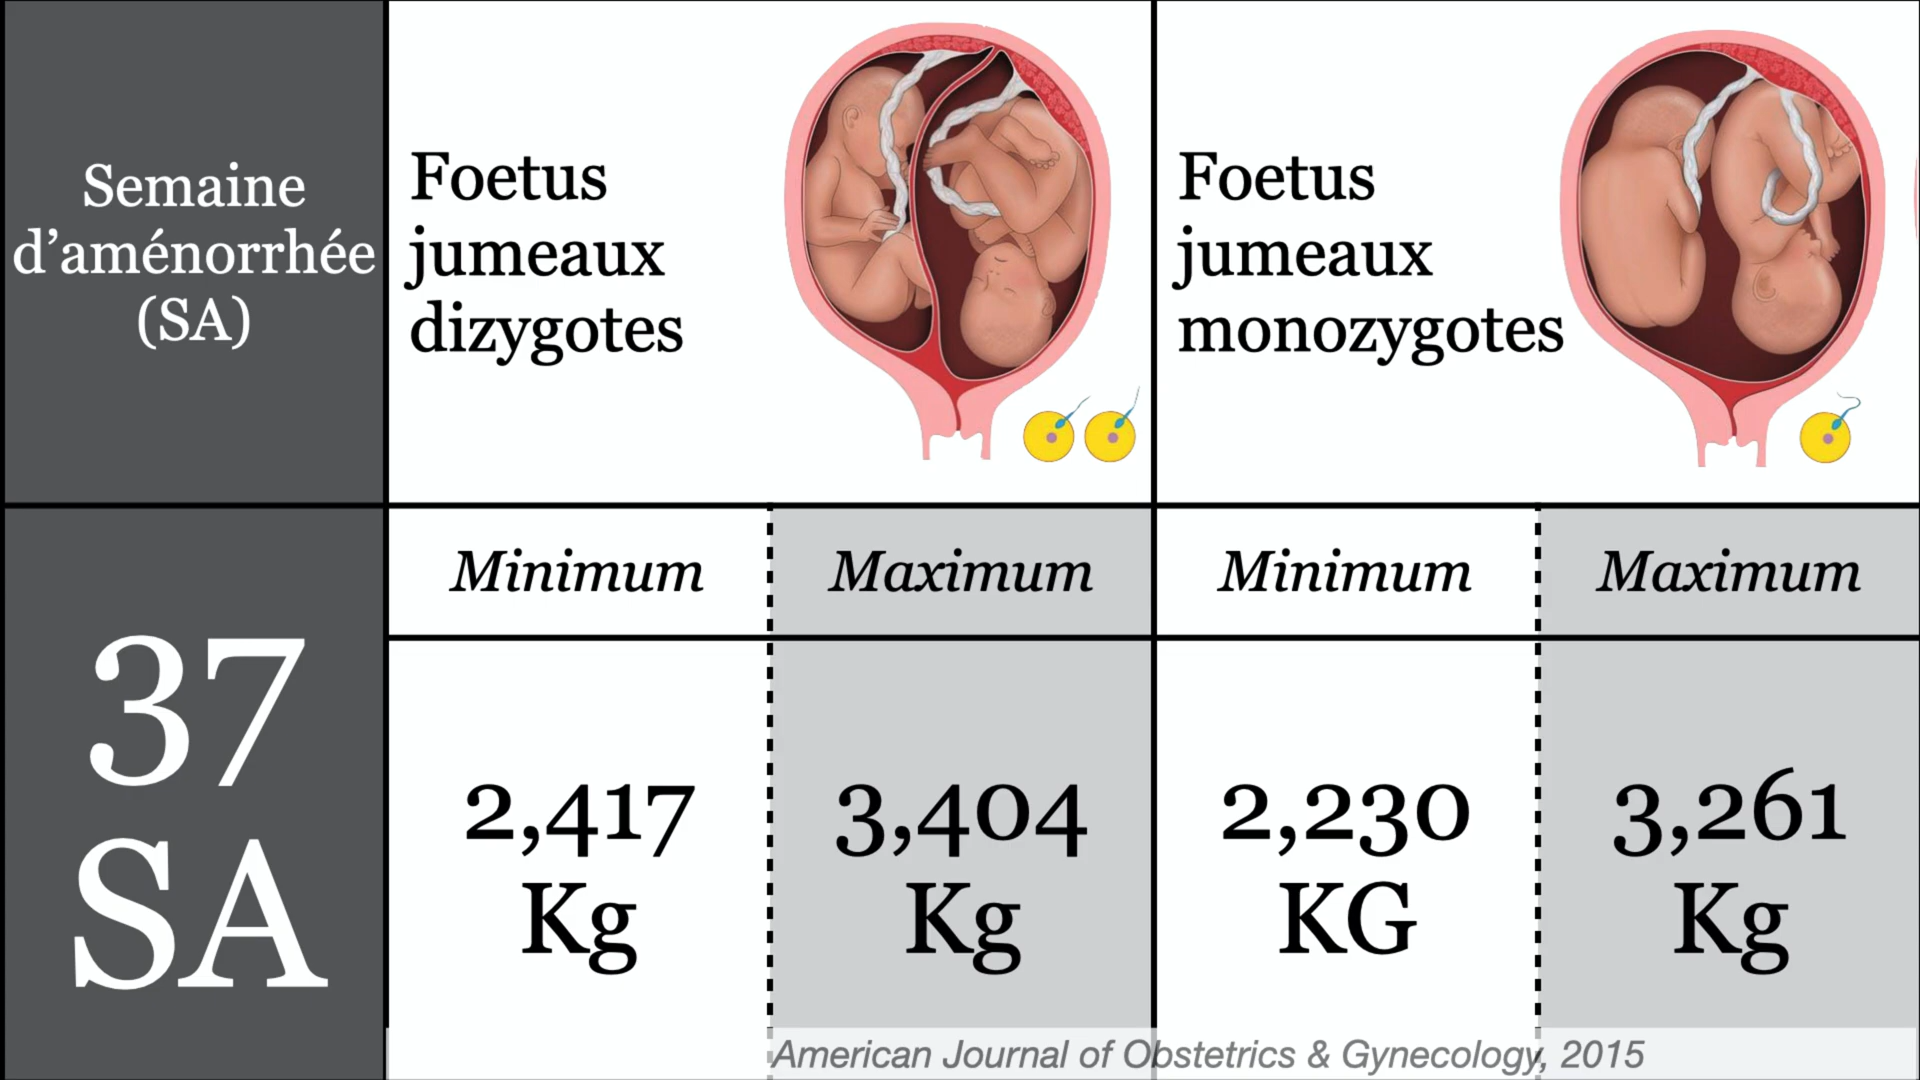 Semaine
d’aménorrhée
(SA)
Foetus
jumeaux
dizygotes
Foetus
jumeaux
monozygotes
Minimum
Maximum
Minimum
Maximum
37
SA
2,417
Kg
3,404
Kg
2,230
KG
3,261
Kg
American Journal of Obstetrics & Gynecology, 2015